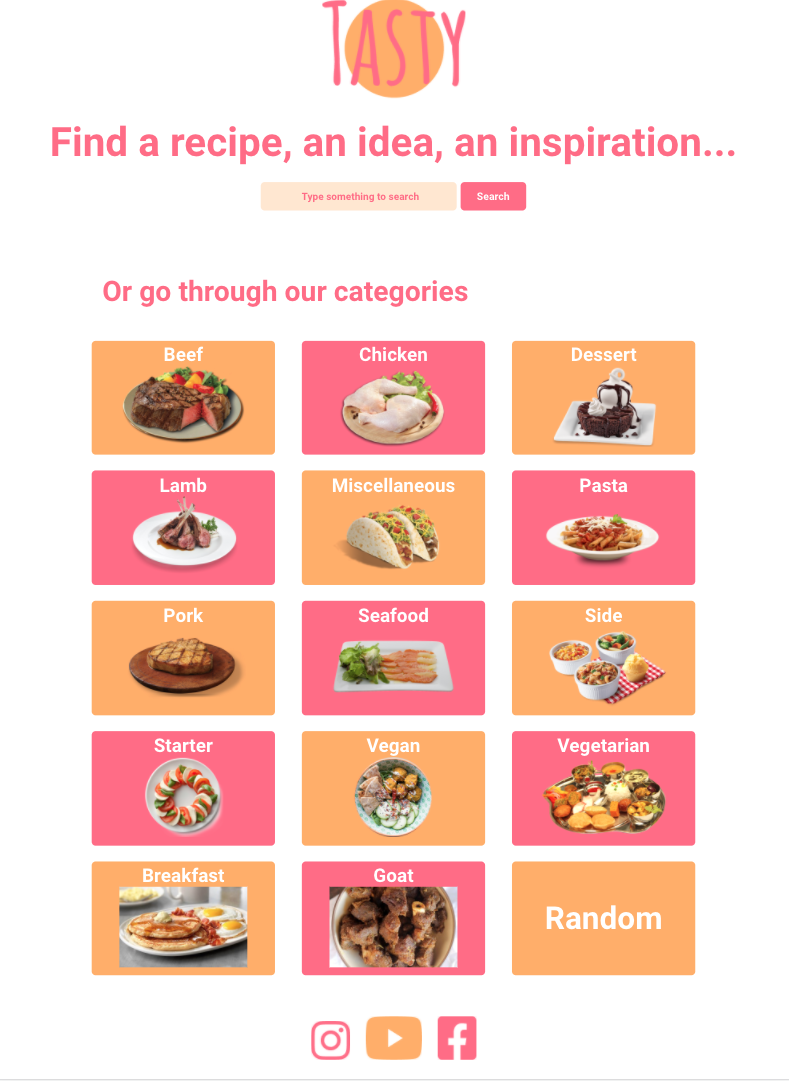 TASTY
Find a recipe, an idea, an inspiration...
Type something to search
Search
Or go through our categories
Beef
Chicken
Dessert
Lamb
Miscellaneous
Pasta
Pork
Seafood
Side
Starter
Vegan
Vegetarian
Breakfast
Goat
Random